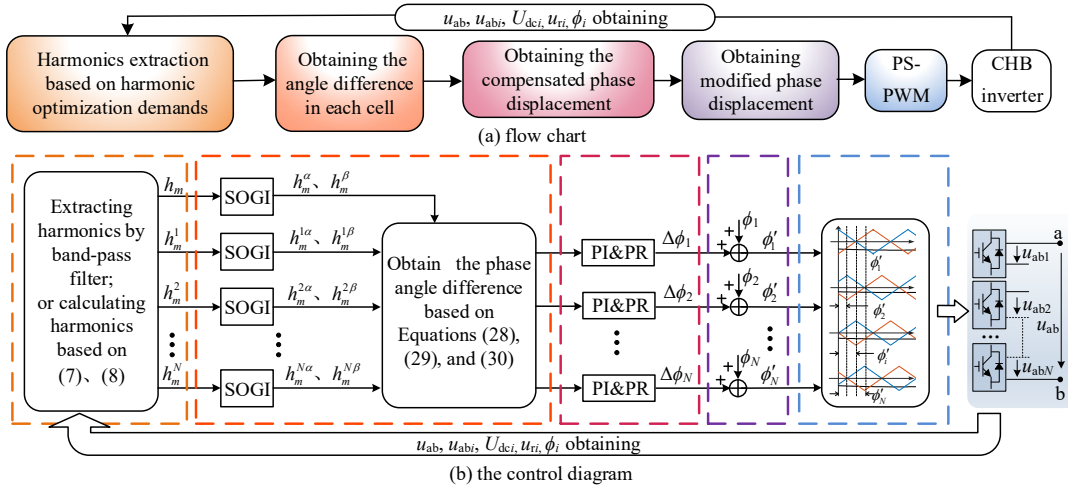 u_ab, u_abi, U_dci, u_ri, ϕ_i obtaining
Harmonics extraction
based on harmonic
optimization demands
Obtaining the
angle difference
in each cell
Obtaining the
compensated phase
displacement
Obtaining
modified phase
displacement
PS-
PWM
CHB
inverter
(a) flow chart
Extracting
harmonics by
band-pass
filter;
or calculating
harmonics
based on
(7)、(8)
h_m
h_m^1
h_m^2
h_m^N
SOGI
SOGI
SOGI
SOGI
h_m^α、h_m^β
h_m^{1α}、h_m^{1β}
h_m^{2α}、h_m^{2β}
h_m^{Nα}、h_m^{Nβ}
Obtain the phase
angle difference
based on
Equations (28),
(29), and (30)
PI&PR
PI&PR
PI&PR
Δϕ_1
Δϕ_2
Δϕ_N
+ + ϕ_1 ϕ'_1
+ + ϕ_2 ϕ'_2
+ + ϕ_N ϕ'_N
ϕ'_1
ϕ'_2
ϕ'_i
ϕ'_N
a
u_ab1
u_ab2
u_ab
u_abN
b
u_ab, u_abi, U_dci, u_ri, ϕ_i obtaining
(b) the control diagram